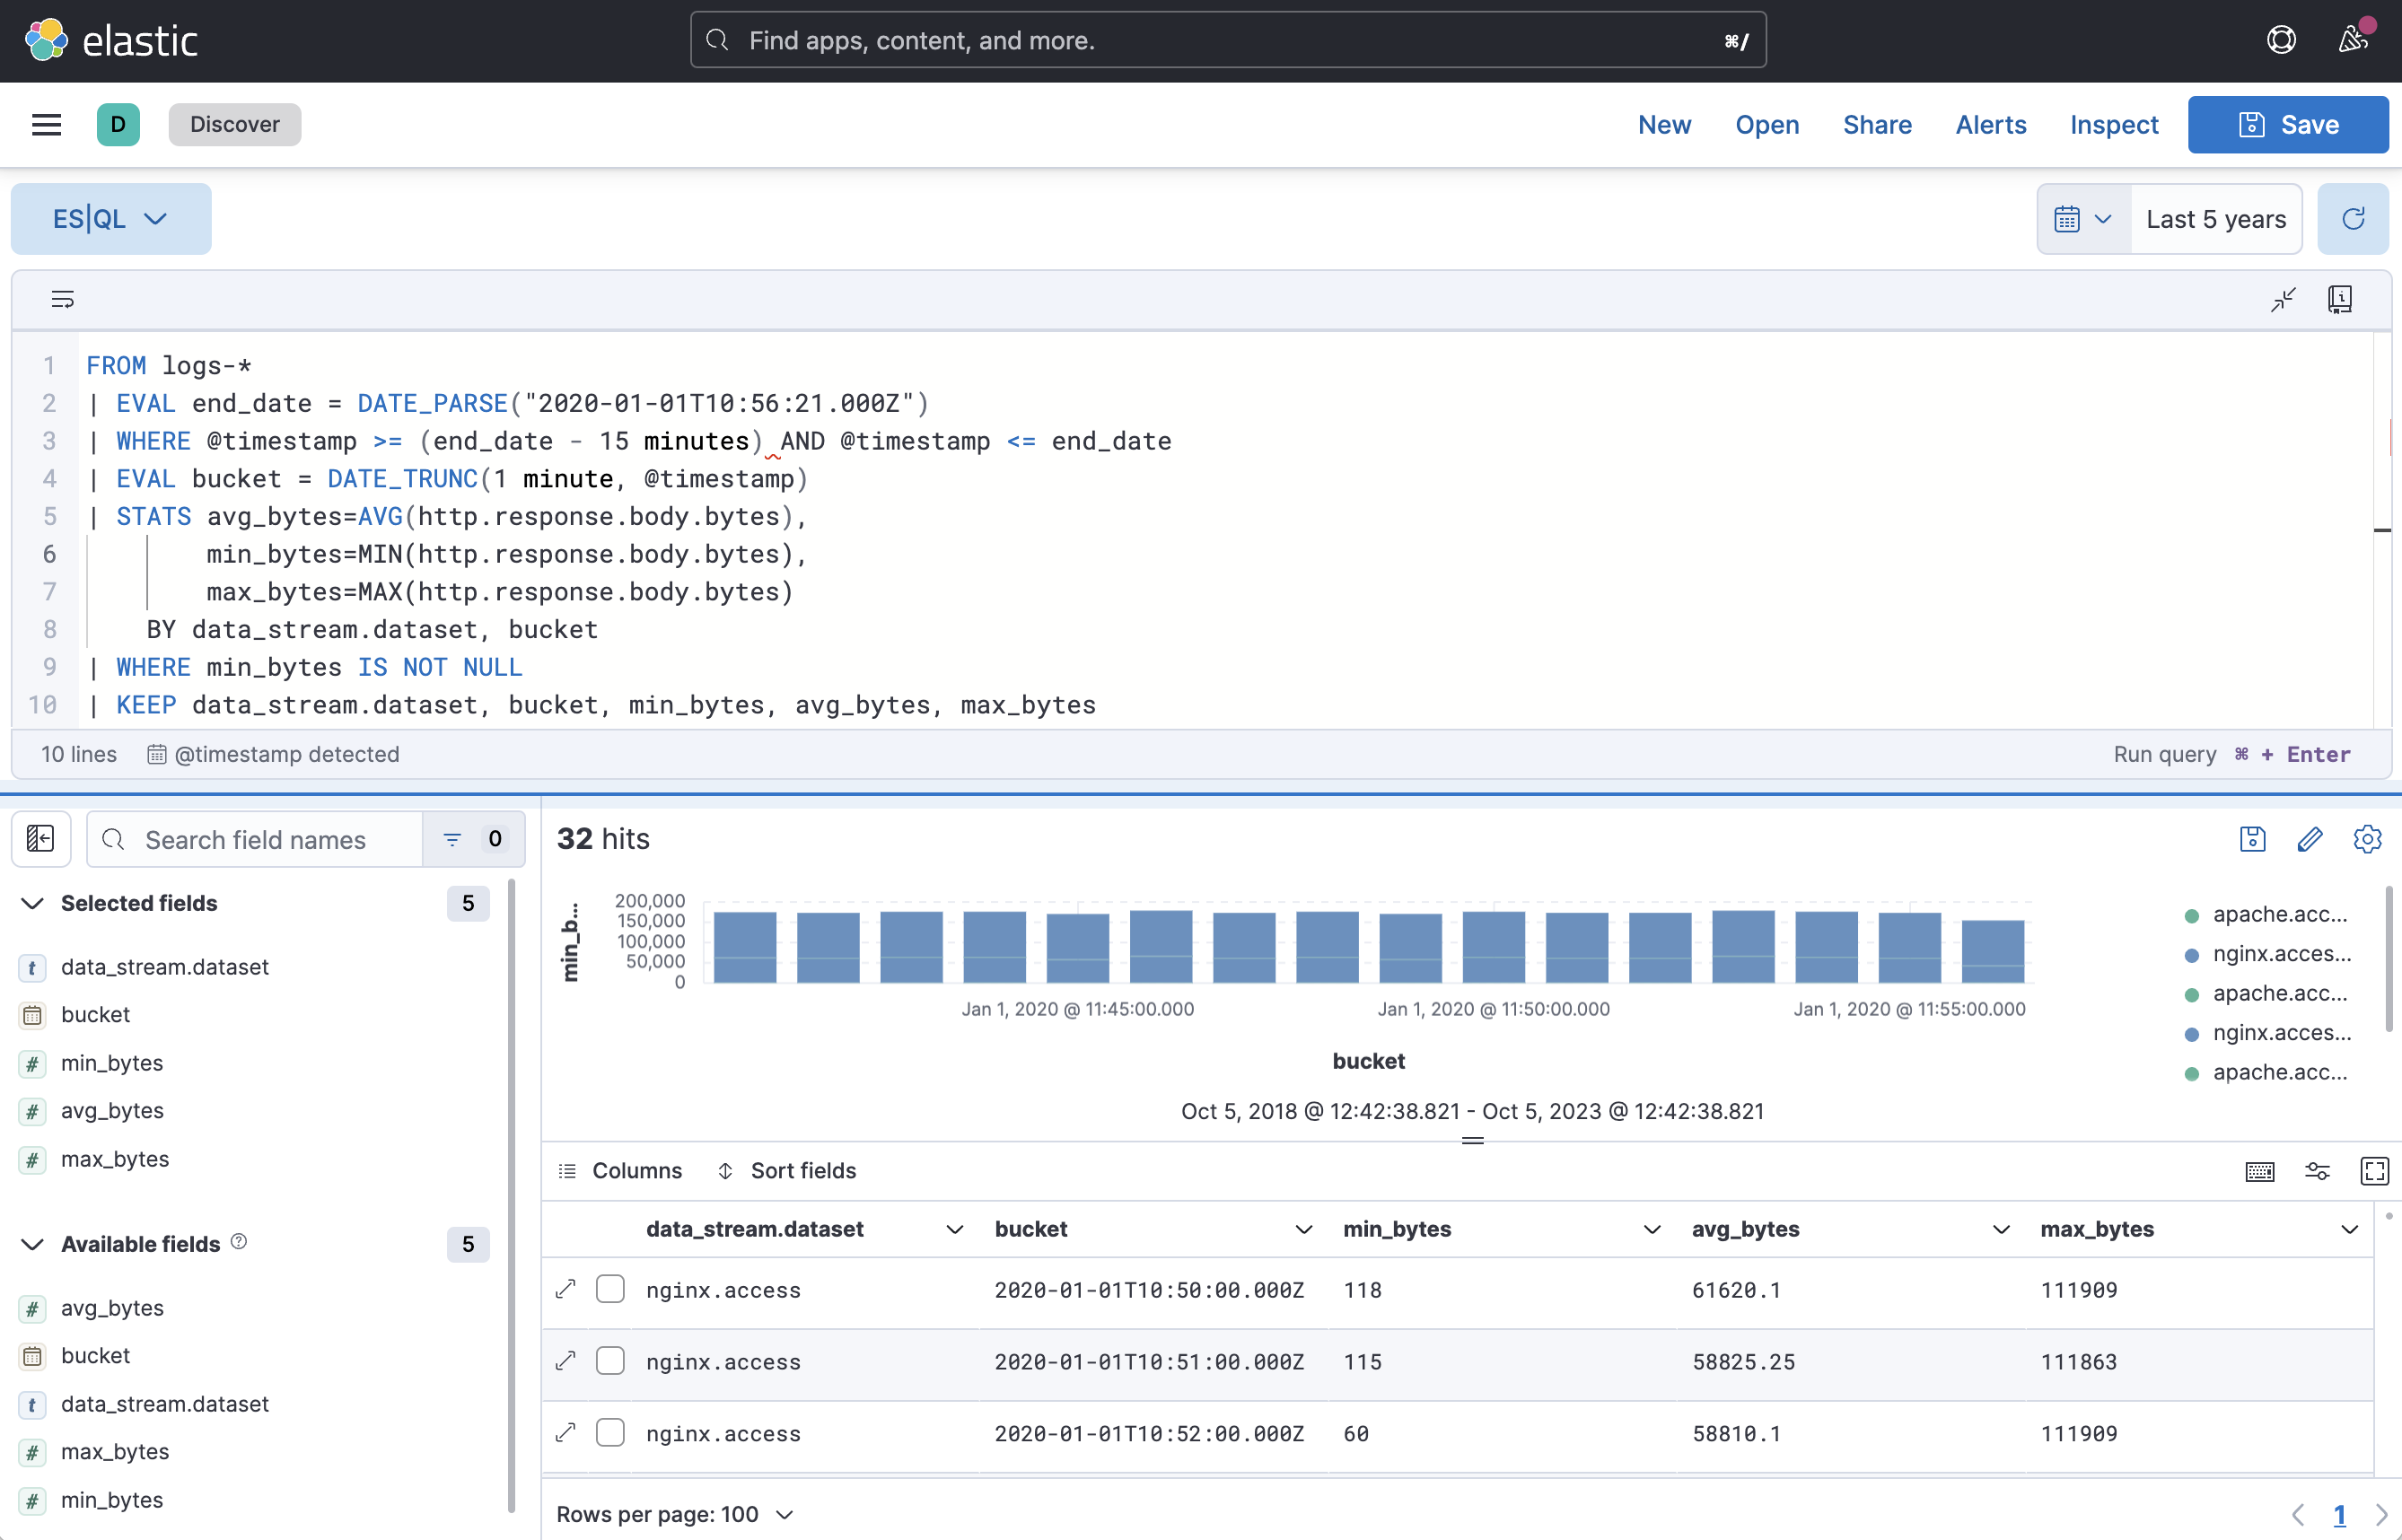 elastic
Find apps, content, and more.
⌘/
D
Discover
New
Open
Share
Alerts
Inspect
Save
ES|QL
Last 5 years
1 FROM logs-*
2 | EVAL end_date = DATE_PARSE("2020-01-01T10:56:21.000Z")
3 | WHERE @timestamp >= (end_date - 15 minutes) AND @timestamp <= end_date
4 | EVAL bucket = DATE_TRUNC(1 minute, @timestamp)
5 | STATS avg_bytes=AVG(http.response.body.bytes),
6 min_bytes=MIN(http.response.body.bytes),
7 max_bytes=MAX(http.response.body.bytes)
8 BY data_stream.dataset, bucket
9 | WHERE min_bytes IS NOT NULL
10 | KEEP data_stream.dataset, bucket, min_bytes, avg_bytes, max_bytes
10 lines
@timestamp detected
Run query ⌘ + Enter
Search field names
0
Selected fields
5
t data_stream.dataset
bucket
# min_bytes
# avg_bytes
# max_bytes
Available fields
5
# avg_bytes
bucket
t data_stream.dataset
# max_bytes
# min_bytes
32 hits
min_b...
200,000
150,000
100,000
50,000
0
Jan 1, 2020 @ 11:45:00.000
Jan 1, 2020 @ 11:50:00.000
Jan 1, 2020 @ 11:55:00.000
bucket
Oct 5, 2018 @ 12:42:38.821 - Oct 5, 2023 @ 12:42:38.821
apache.acc...
nginx.acces...
apache.acc...
nginx.acces...
apache.acc...
Columns
Sort fields
data_stream.dataset bucket min_bytes avg_bytes max_bytes
nginx.access 2020-01-01T10:50:00.000Z 118 61620.1 111909
nginx.access 2020-01-01T10:51:00.000Z 115 58825.25 111863
nginx.access 2020-01-01T10:52:00.000Z 60 58810.1 111909
Rows per page: 100
1